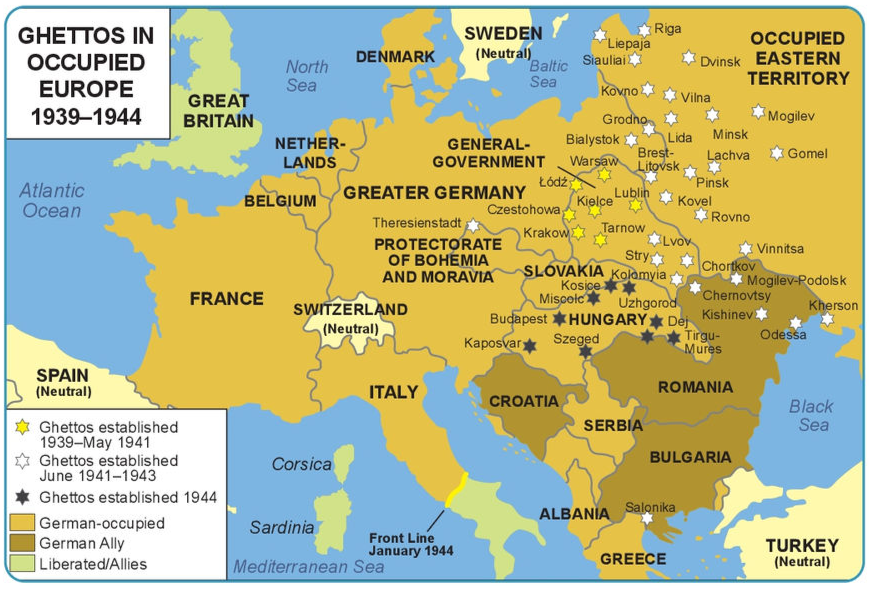 GHETTOS IN
OCCUPIED
EUROPE
1939–1944
SWEDEN
(Neutral)
DENMARK
North
Sea
Baltic
Sea
OCCUPIED
EASTERN
TERRITORY
GREAT
BRITAIN
Riga
Liepaja
Siauliai
Dvinsk
Kovno
Vilna
Grodno
Lida
Minsk
Mogilev
Bialystok
Brest-
Litovsk
Lachva
Gomel
Pinsk
NETHER-
LANDS
GENERAL-
GOVERNMENT
Warsaw
Łódź
Lublin
Kielce
Kovel
Rovno
Czestochowa
Krakow
Tarnow
Lvov
Atlantic
Ocean
BELGIUM
GREATER GERMANY
Theresienstadt
PROTECTORATE
OF BOHEMIA
AND MORAVIA
Stry
Vinnitsa
Chortkov
SLOVAKIA
Kolomyia
Mogilev-Podolsk
Kosice
Miscolc
Uzhgorod
Chernovtsy
Kherson
Kishinev
Odessa
FRANCE
SWITZERLAND
(Neutral)
Budapest
HUNGARY
Dej
Kaposvar
Szeged
Tirgu-
Mures
SPAIN
(Neutral)
ITALY
CROATIA
ROMANIA
SERBIA
Black
Sea
BULGARIA
Corsica
Sardinia
ALBANIA
Salonika
Front Line
January 1944
GREECE
TURKEY
(Neutral)
Mediterranean Sea
Ghettos established
1939–May 1941
Ghettos established
June 1941–1943
Ghettos established 1944
German-occupied
German Ally
Liberated/Allies